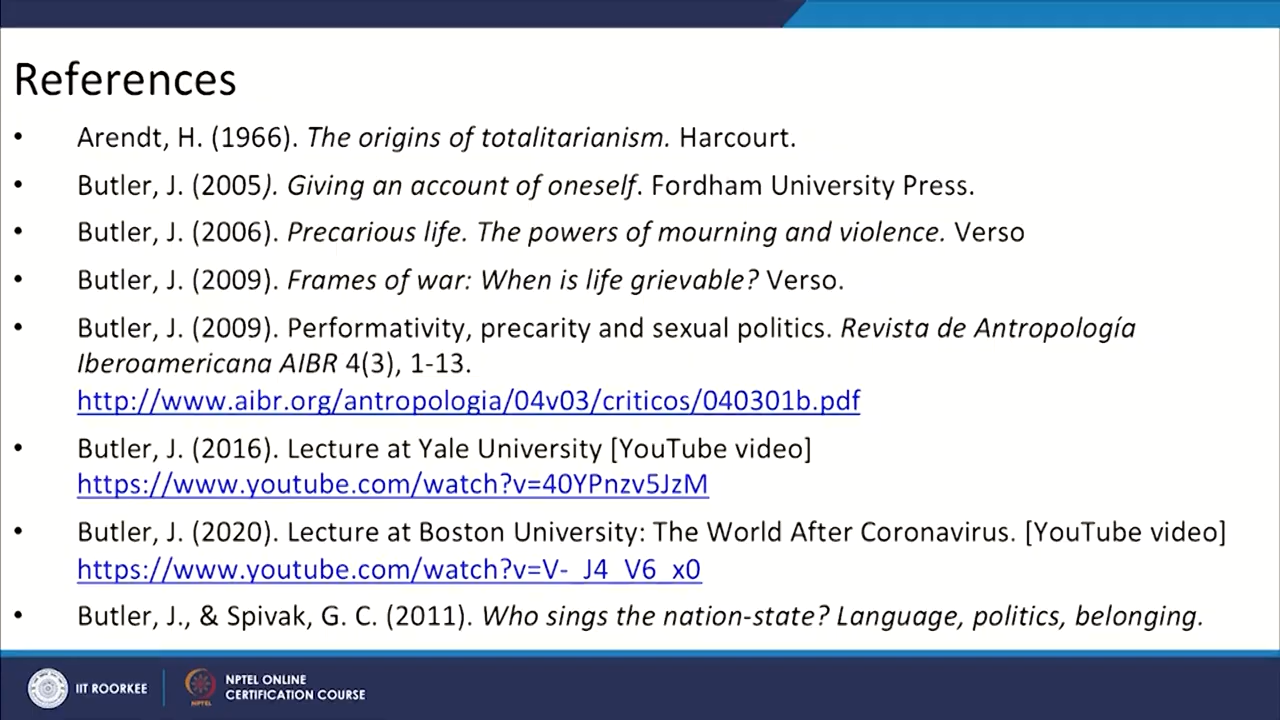 References
• Arendt, H. (1966). The origins of totalitarianism. Harcourt.
• Butler, J. (2005). Giving an account of oneself. Fordham University Press.
• Butler, J. (2006). Precarious life. The powers of mourning and violence. Verso
• Butler, J. (2009). Frames of war: When is life grievable? Verso.
• Butler, J. (2009). Performativity, precarity and sexual politics. Revista de Antropología
Iberoamericana AIBR 4(3), 1-13.
http://www.aibr.org/antropologia/04v03/criticos/040301b.pdf
• Butler, J. (2016). Lecture at Yale University [YouTube video]
https://www.youtube.com/watch?v=40YPnzv5JzM
• Butler, J. (2020). Lecture at Boston University: The World After Coronavirus. [YouTube video]
https://www.youtube.com/watch?v=V-_J4_V6_x0
• Butler, J., & Spivak, G. C. (2011). Who sings the nation-state? Language, politics, belonging.
IIT ROORKEE
NPTEL ONLINE
CERTIFICATION COURSE
NPTEL